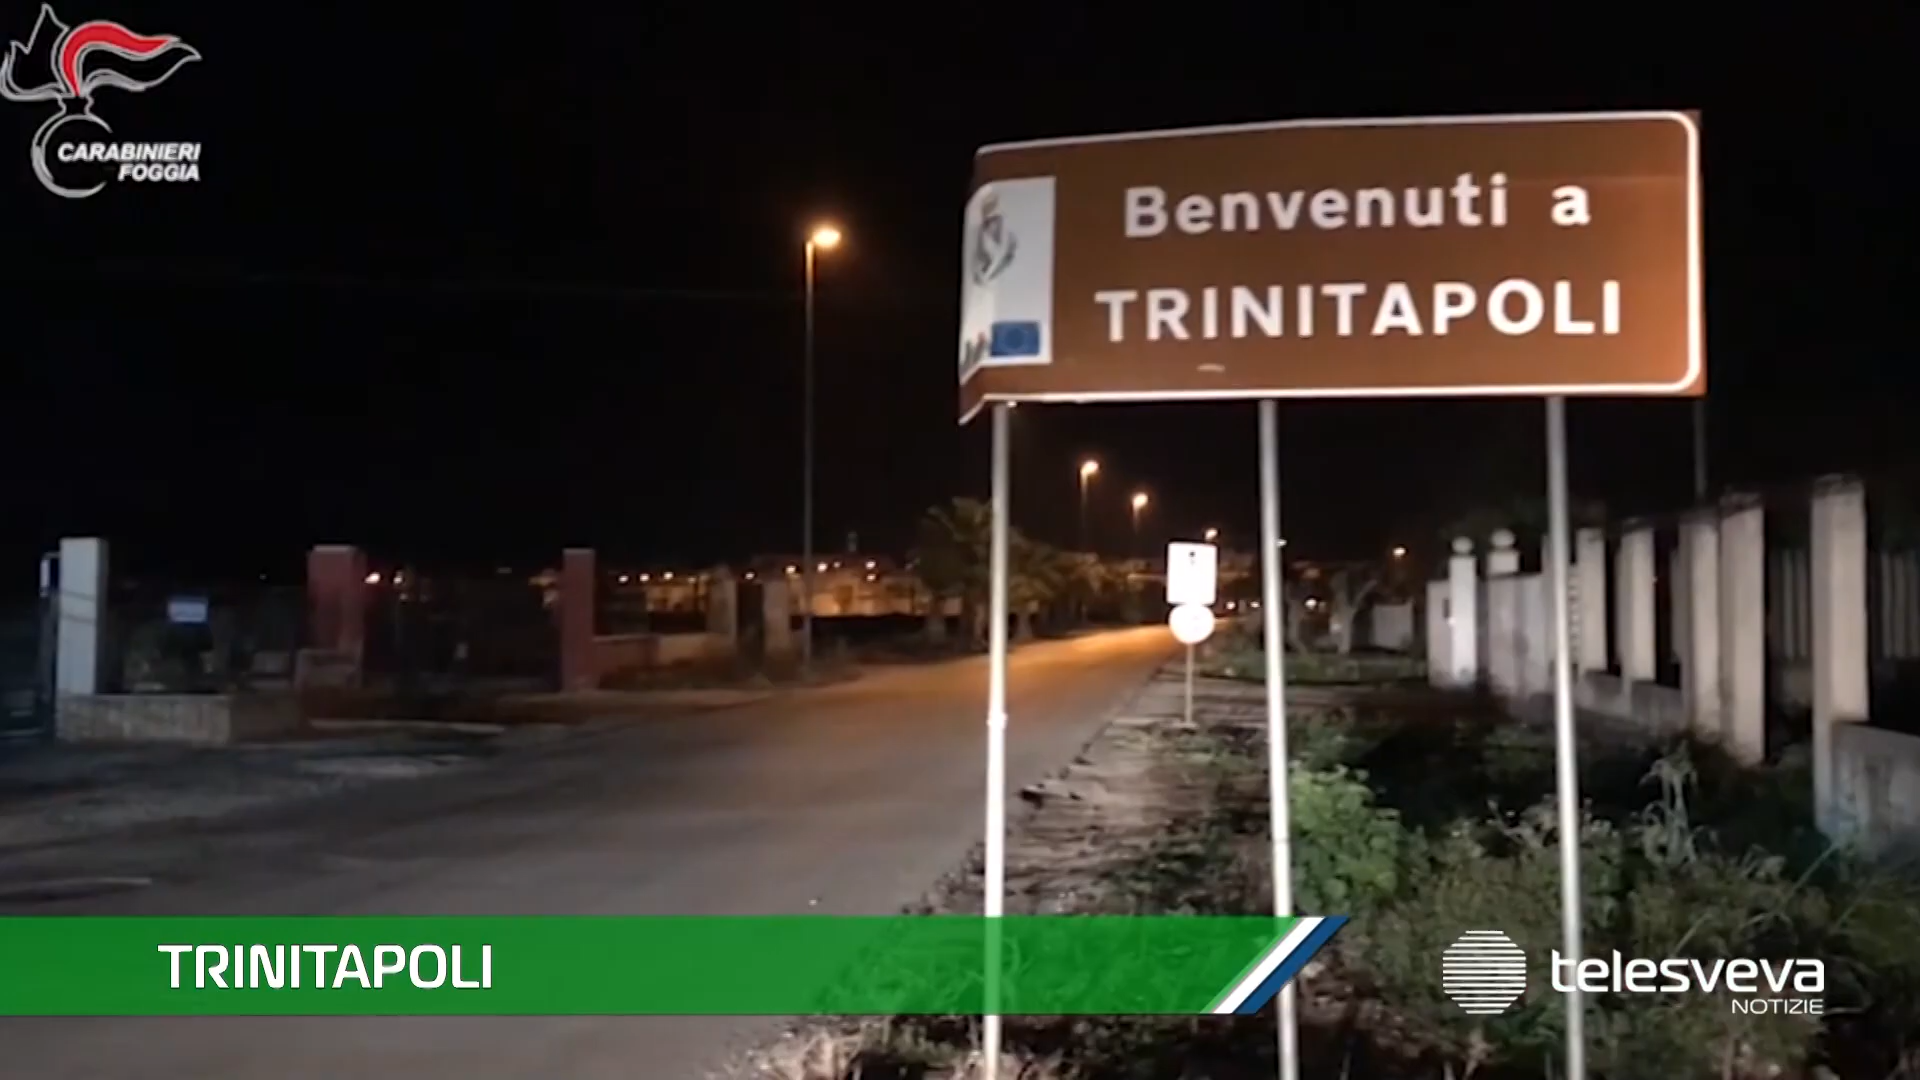 CARABINIERI
FOGGIA
Benvenuti a
TRINITAPOLI
TRINITAPOLI
telesveva
NOTIZIE